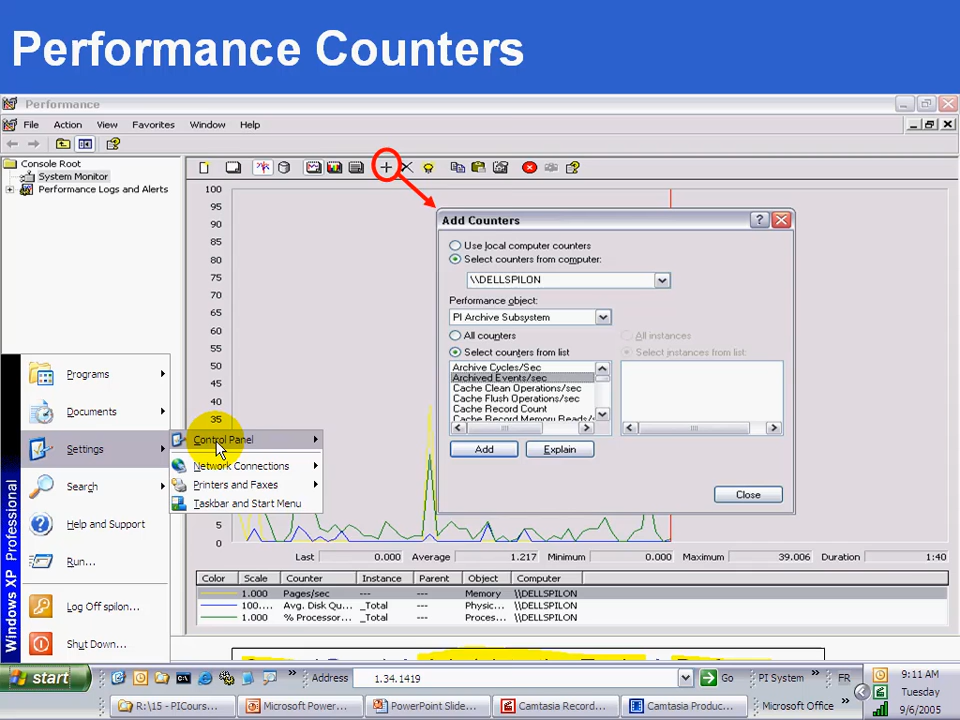 Performance Counters
Performance
File Action View Favorites Window Help
Console Root
System Monitor
Performance Logs and Alerts
100
95
90
85
80
75
70
65
60
55
50
45
40
35
5
0
Add Counters
Use local computer counters
Select counters from computer:
\\DELLSPILON
Performance object:
PI Archive Subsystem
All counters
All instances
Select counters from list
Select instances from list:
Archive Cycles/Sec
Archived Events/sec
Cache Clean Operations/sec
Cache Flush Operations/sec
Cache Record Count
Cache Record Memory Reads/
Add Explain
Close
Last 0.000 Average 1.217 Minimum 0.000 Maximum 39.006 Duration 1:40
Color Scale Counter Instance Parent Object Computer
1.000 Pages/sec --- --- Memory \\DELLSPILON
100.... Avg. Disk Qu... _Total --- Physic... \\DELLSPILON
1.000 % Processor... _Total --- Proces... \\DELLSPILON
Windows XP Professional
Programs
Documents
Settings
Search
Help and Support
Run...
Log Off spilon...
Shut Down...
Control Panel
Network Connections
Printers and Faxes
Taskbar and Start Menu
start
Address 1.34.1419 Go PI System FR
R:\15 - PICours... Microsoft Power... PowerPoint Slide... Camtasia Record... Camtasia Produc... Microsoft Office
9:11 AM
Tuesday
9/6/2005